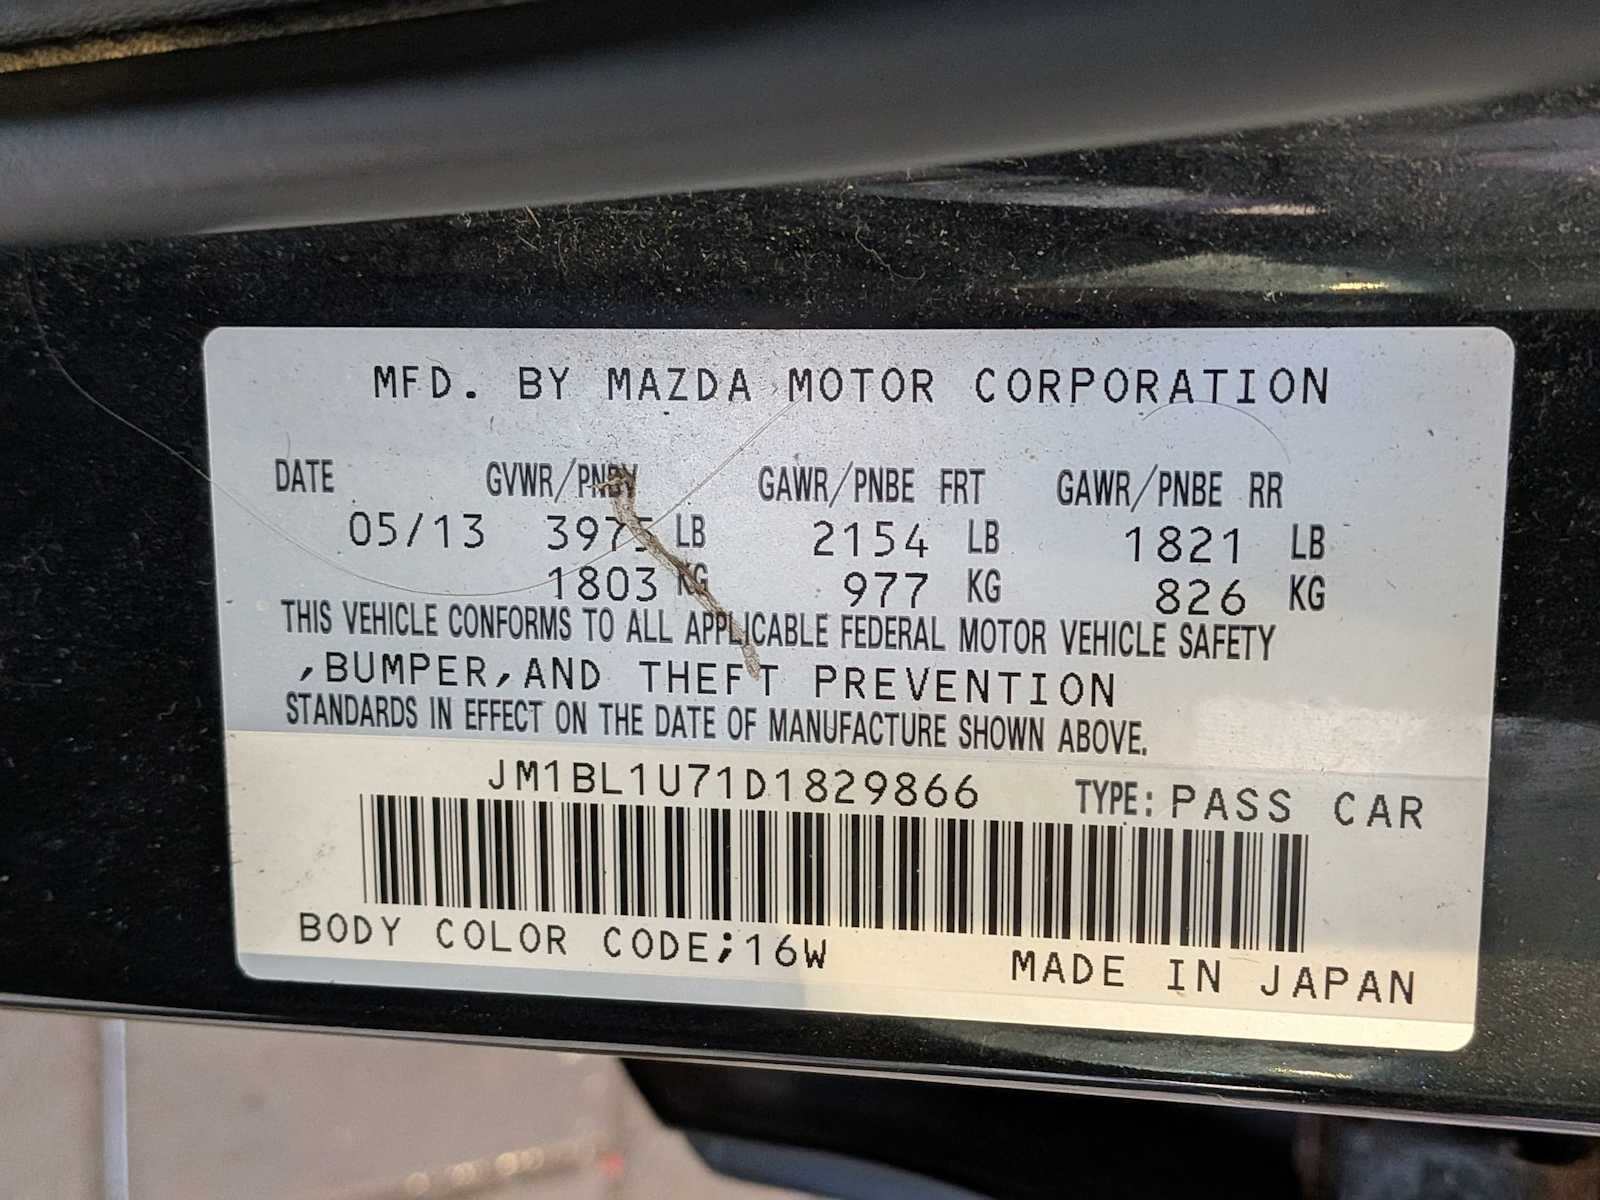 MFD. BY MAZDA MOTOR CORPORATION
DATE GVWR/PNBV GAWR/PNBE FRT GAWR/PNBE RR
05/13 3975 LB 2154 LB 1821 LB
1803 KG 977 KG 826 KG
THIS VEHICLE CONFORMS TO ALL APPLICABLE FEDERAL MOTOR VEHICLE SAFETY
,BUMPER,AND THEFT PREVENTION
STANDARDS IN EFFECT ON THE DATE OF MANUFACTURE SHOWN ABOVE.
JM1BL1U71D1829866 TYPE: PASS CAR
BODY COLOR CODE;16W MADE IN JAPAN